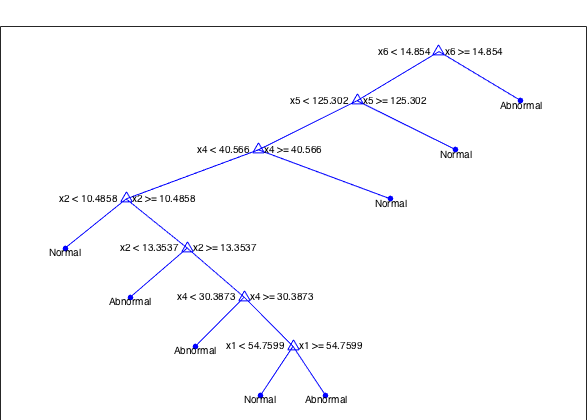 x6 < 14.854 x6 >= 14.854
x5 < 125.302 x5 >= 125.302
Abnormal
x4 < 40.566 x4 >= 40.566
Normal
x2 < 10.4858 x2 >= 10.4858
Normal
x2 < 13.3537 x2 >= 13.3537
Normal
x4 < 30.3873 x4 >= 30.3873
Abnormal
x1 < 54.7599 x1 >= 54.7599
Abnormal
Normal Abnormal